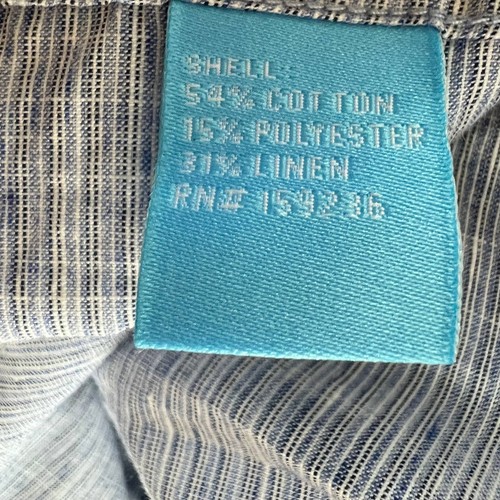 SHELL:
54% COTTON
15% POLYESTER
31% LINEN
RN# 159236